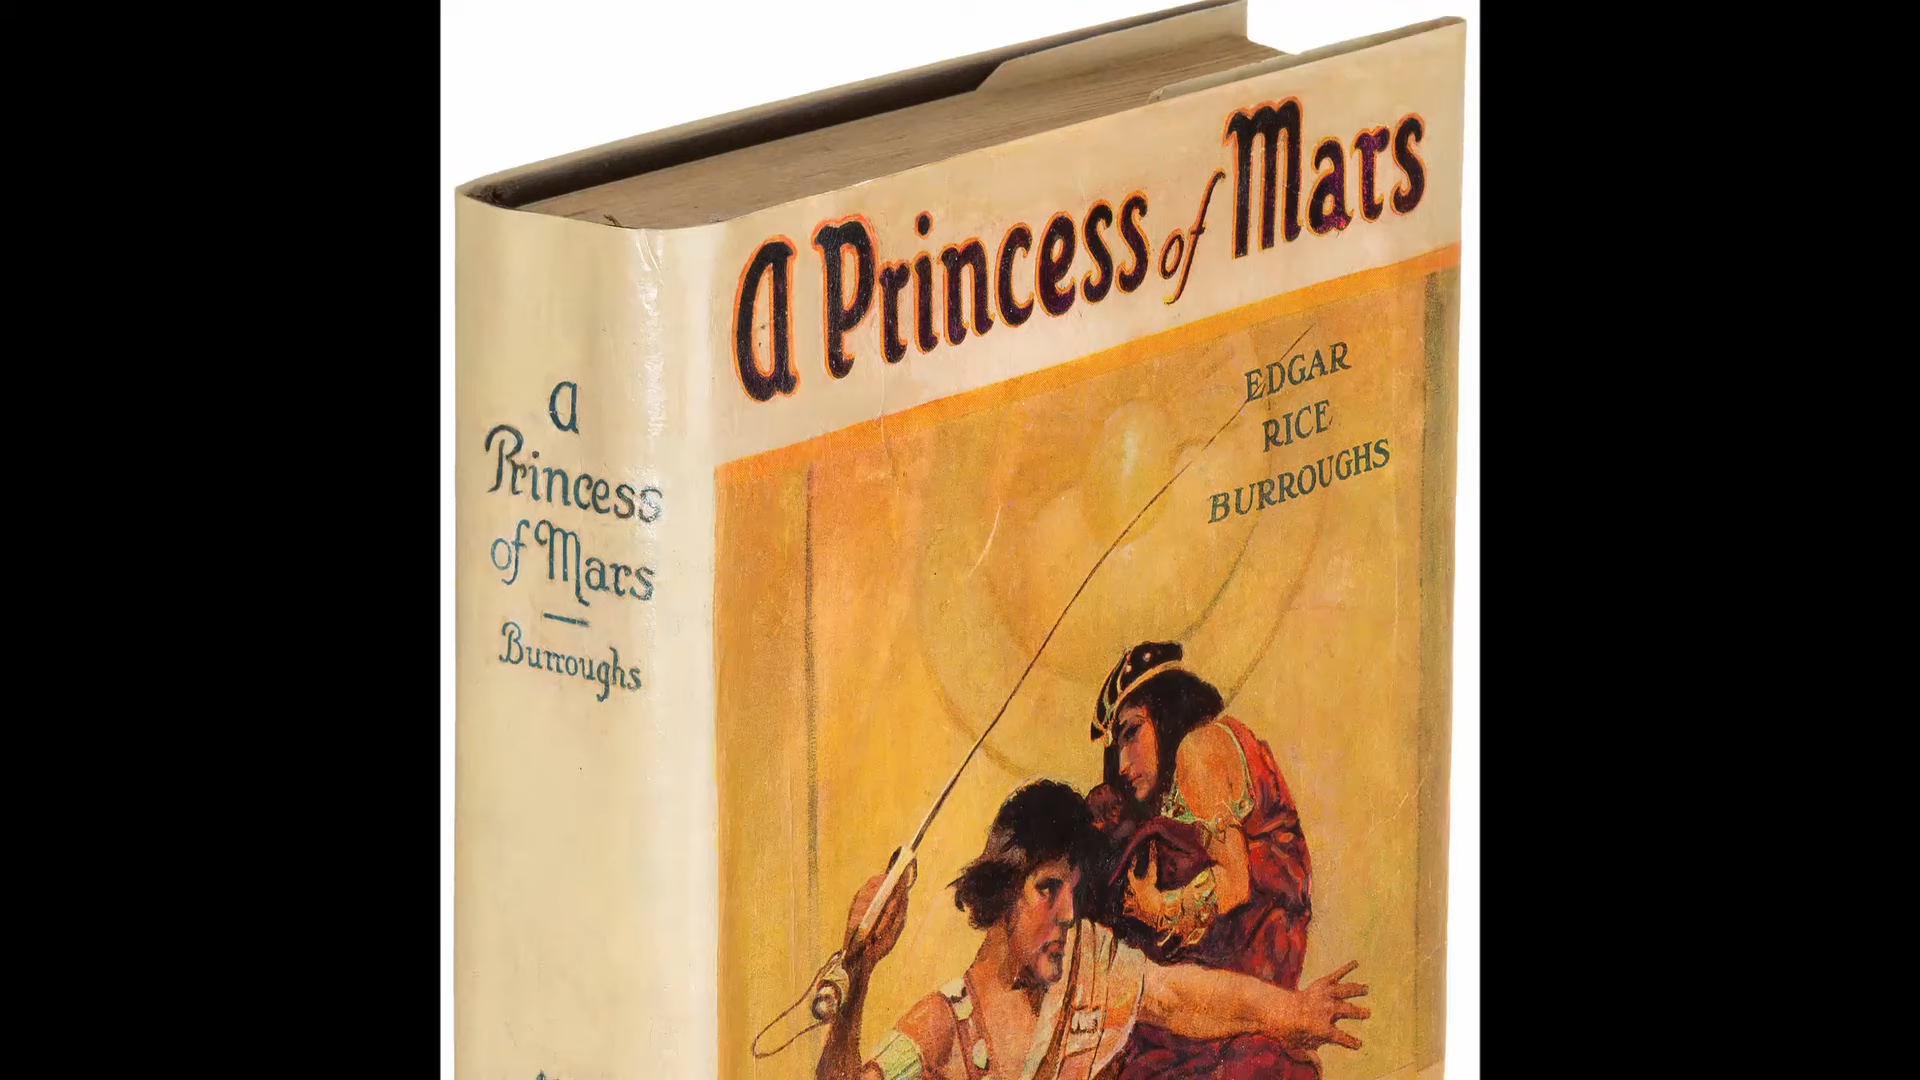 A Princess of Mars
EDGAR
RICE
BURROUGHS
A
Princess
of Mars
Burroughs